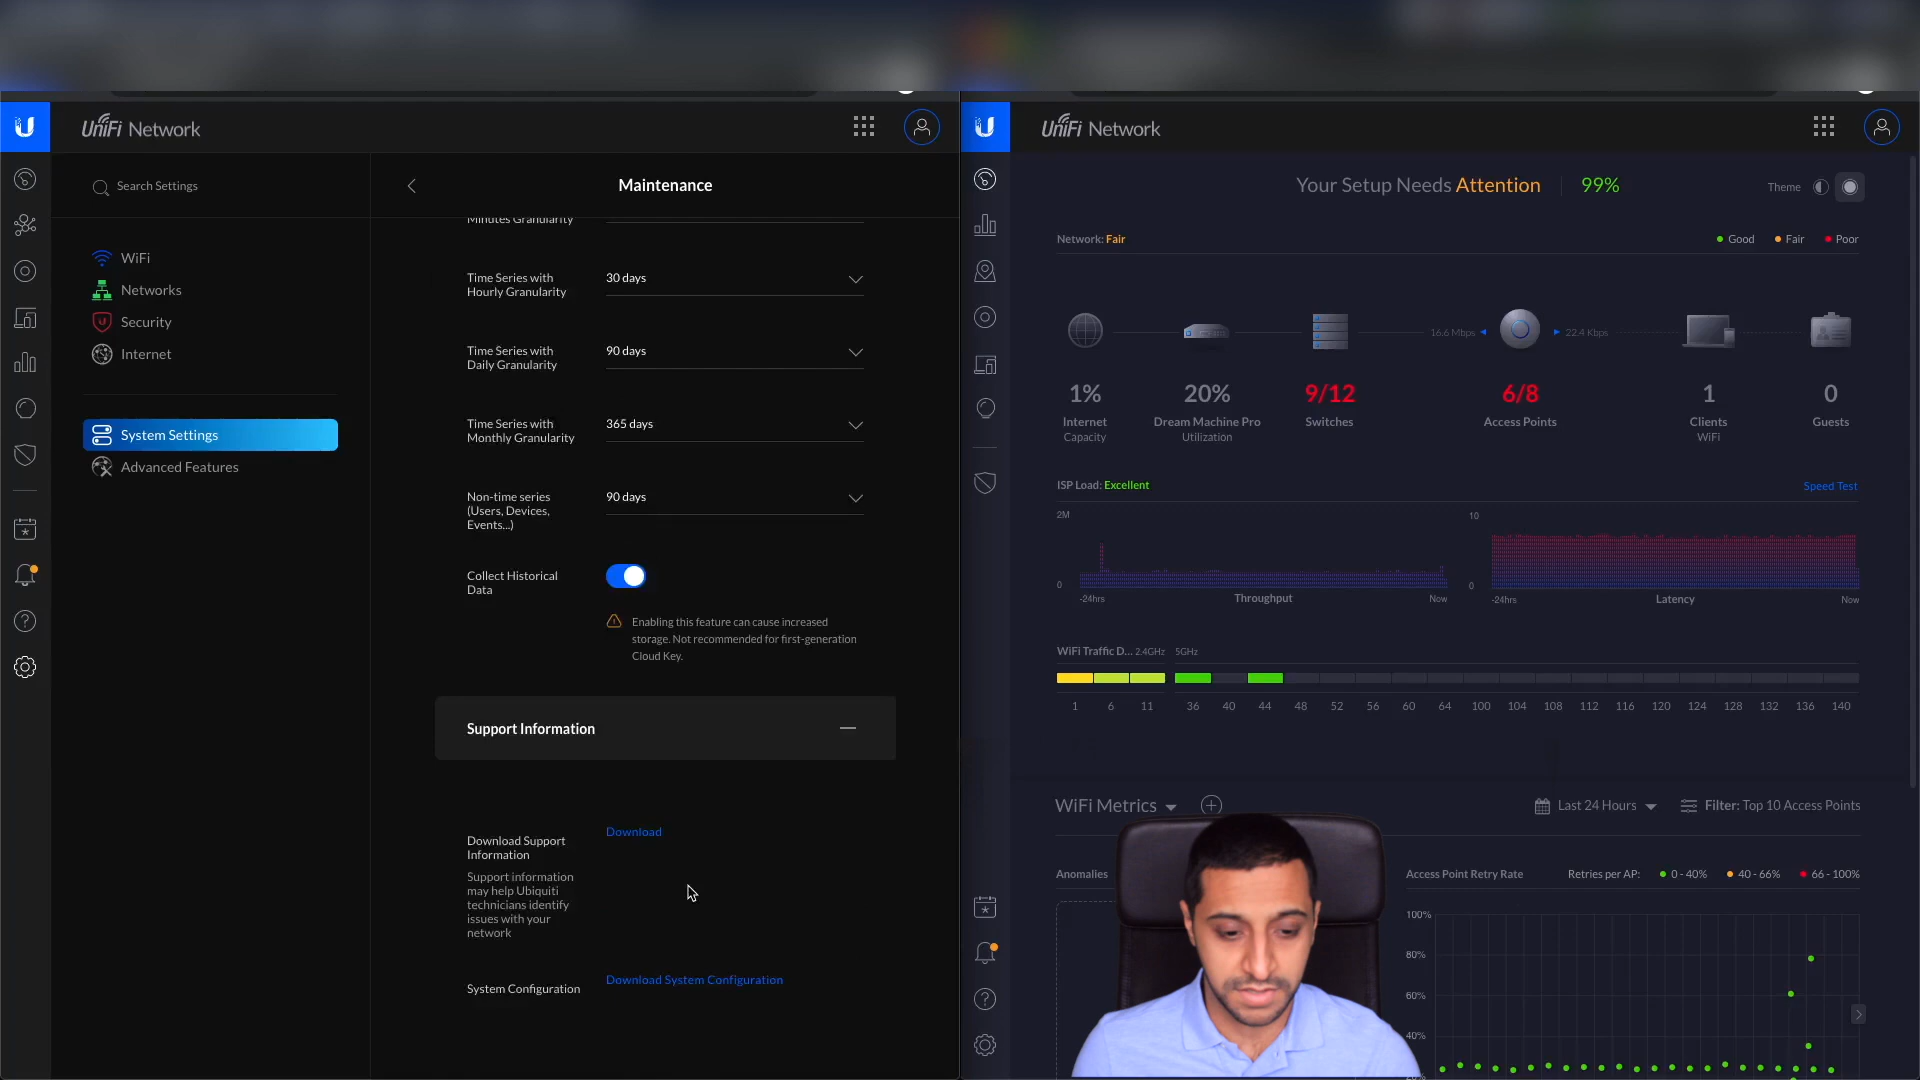 UniFi Network
Search Settings
WiFi
Networks
Security
Internet
System Settings
Advanced Features
Maintenance
Minutes Granularity
Time Series with
Hourly Granularity
30 days
Time Series with
Daily Granularity
90 days
Time Series with
Monthly Granularity
365 days
Non-time series
(Users, Devices,
Events...)
90 days
Collect Historical
Data
Enabling this feature can cause increased
storage. Not recommended for first-generation
Cloud Key.
Support Information
Download Support
Information
Download
Support information
may help Ubiquiti
technicians identify
issues with your
network
System Configuration
Download System Configuration
UniFi Network
Your Setup Needs Attention 99%
Theme
Network: Fair
Good Fair Poor
16.6 Mbps 22.4 Kbps
1% 20% 9/12 6/8 1 0
Internet Dream Machine Pro Switches Access Points Clients Guests
Capacity Utilization WiFi
ISP Load: Excellent Speed Test
2M
0
-24hrs Throughput Now
10
0
-24hrs Latency Now
WiFi Traffic D... 2.4GHz 5GHz
1 6 11 36 40 44 48 52 56 60 64 100 104 108 112 116 120 124 128 132 136 140
WiFi Metrics
Last 24 Hours Filter: Top 10 Access Points
Anomalies
Access Point Retry Rate Retries per AP: 0 - 40% 40 - 66% 66 - 100%
100%
80%
60%
40%